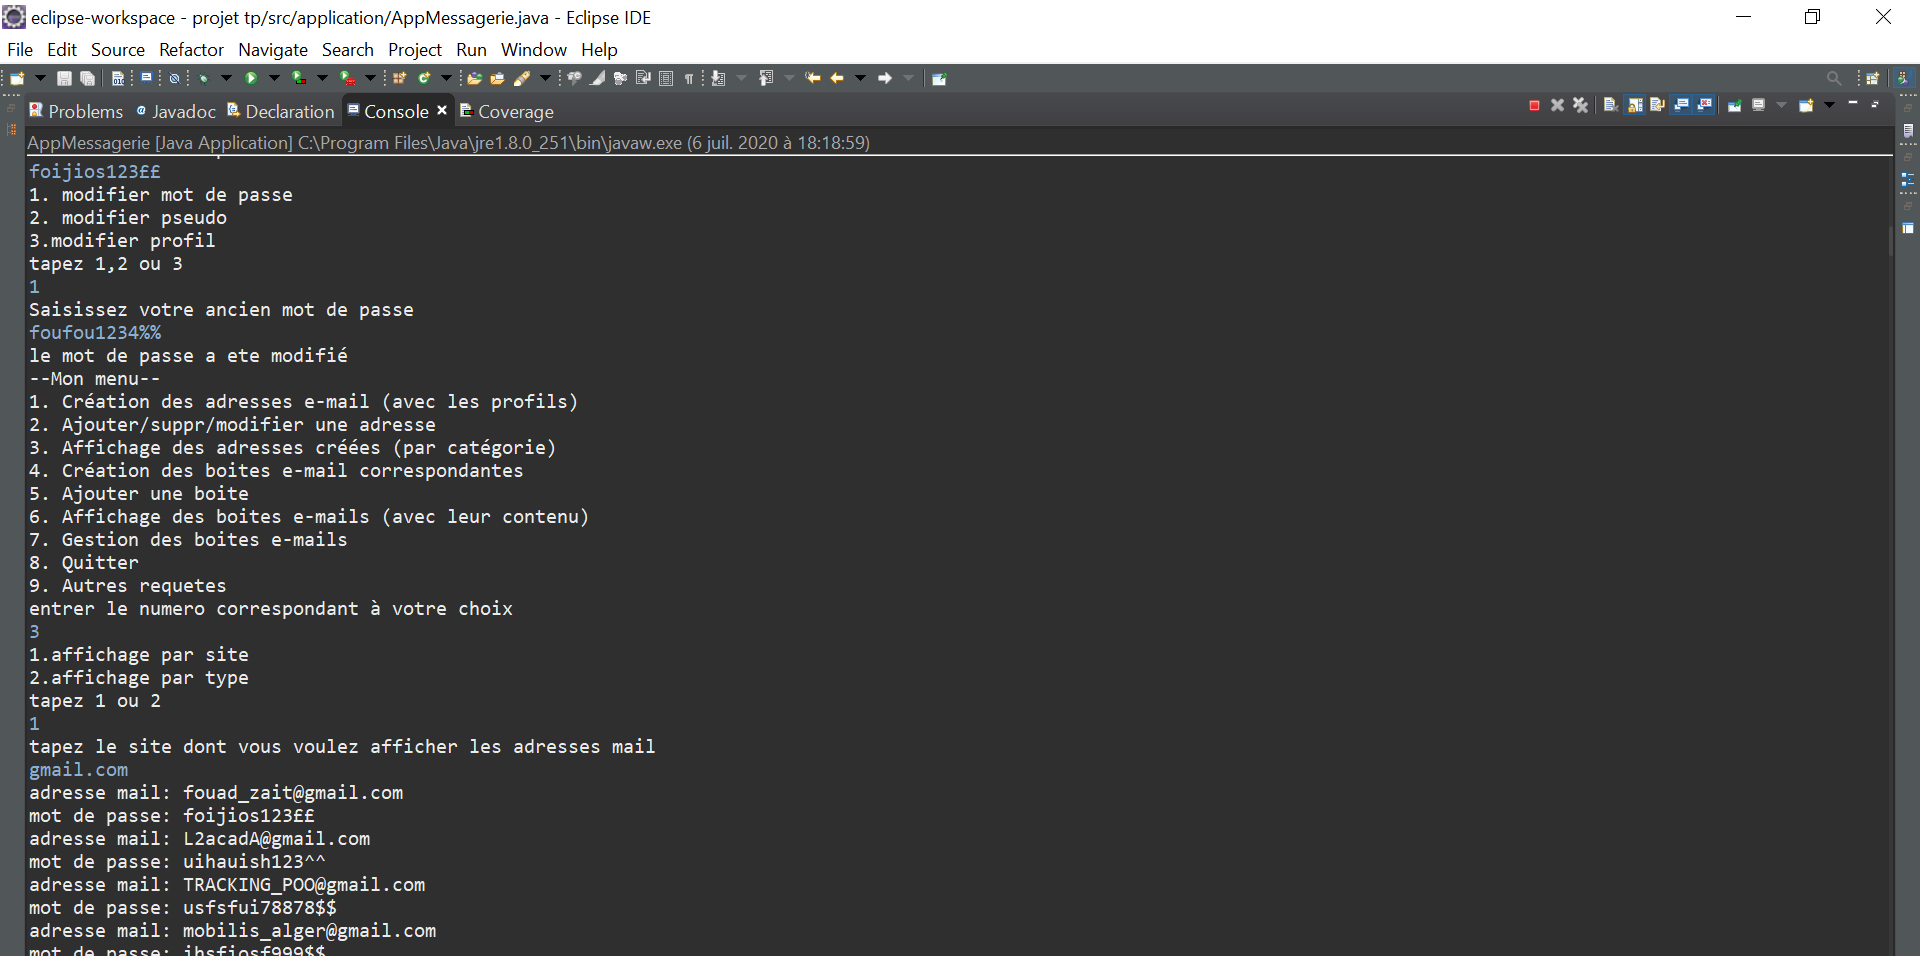 eclipse-workspace - projet tp/src/application/AppMessagerie.java - Eclipse IDE
File Edit Source Refactor Navigate Search Project Run Window Help
Problems Javadoc Declaration Console Coverage
AppMessagerie [Java Application] C:\Program Files\Java\jre1.8.0_251\bin\javaw.exe (6 juil. 2020 à 18:18:59)
foijios123££
1. modifier mot de passe
2. modifier pseudo
3.modifier profil
tapez 1,2 ou 3
1
Saisissez votre ancien mot de passe
foufou1234%%
le mot de passe a ete modifié
--Mon menu--
1. Création des adresses e-mail (avec les profils)
2. Ajouter/suppr/modifier une adresse
3. Affichage des adresses créées (par catégorie)
4. Création des boites e-mail correspondantes
5. Ajouter une boite
6. Affichage des boites e-mails (avec leur contenu)
7. Gestion des boites e-mails
8. Quitter
9. Autres requetes
entrer le numero correspondant à votre choix
3
1.affichage par site
2.affichage par type
tapez 1 ou 2
1
tapez le site dont vous voulez afficher les adresses mail
gmail.com
adresse mail: fouad_zait@gmail.com
mot de passe: foijios123££
adresse mail: L2acadA@gmail.com
mot de passe: uihauish123^^
adresse mail: TRACKING_POO@gmail.com
mot de passe: usfsfui78878$$
adresse mail: mobilis_alger@gmail.com
mot de passe: ihsfiosf999$$